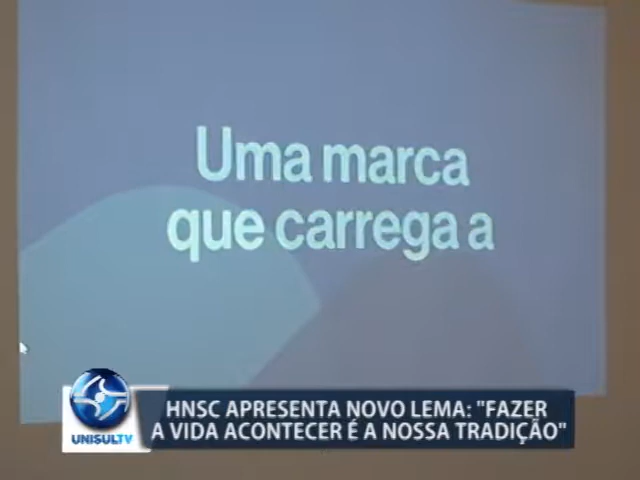 Uma marca
que carrega a
HNSC APRESENTA NOVO LEMA: "FAZER
A VIDA ACONTECER É A NOSSA TRADIÇÃO"
UNISULTV